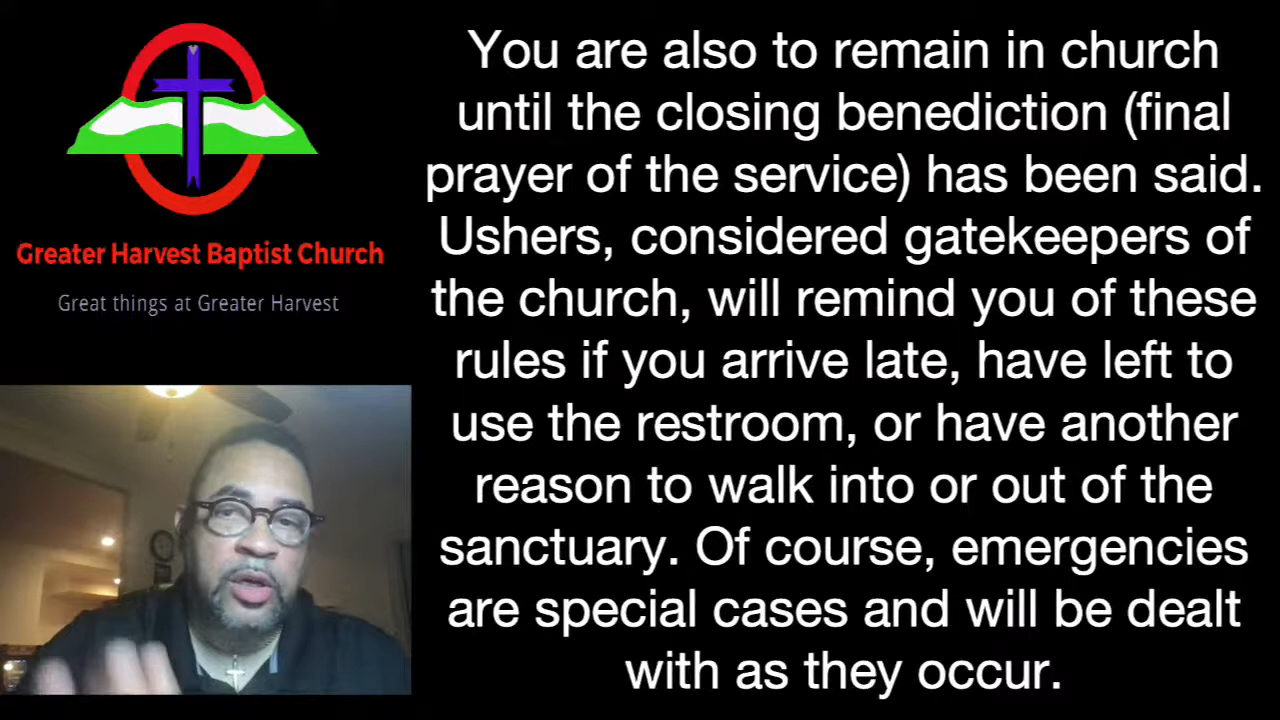 Greater Harvest Baptist Church
Great things at Greater Harvest
You are also to remain in church
until the closing benediction (final
prayer of the service) has been said.
Ushers, considered gatekeepers of
the church, will remind you of these
rules if you arrive late, have left to
use the restroom, or have another
reason to walk into or out of the
sanctuary. Of course, emergencies
are special cases and will be dealt
with as they occur.